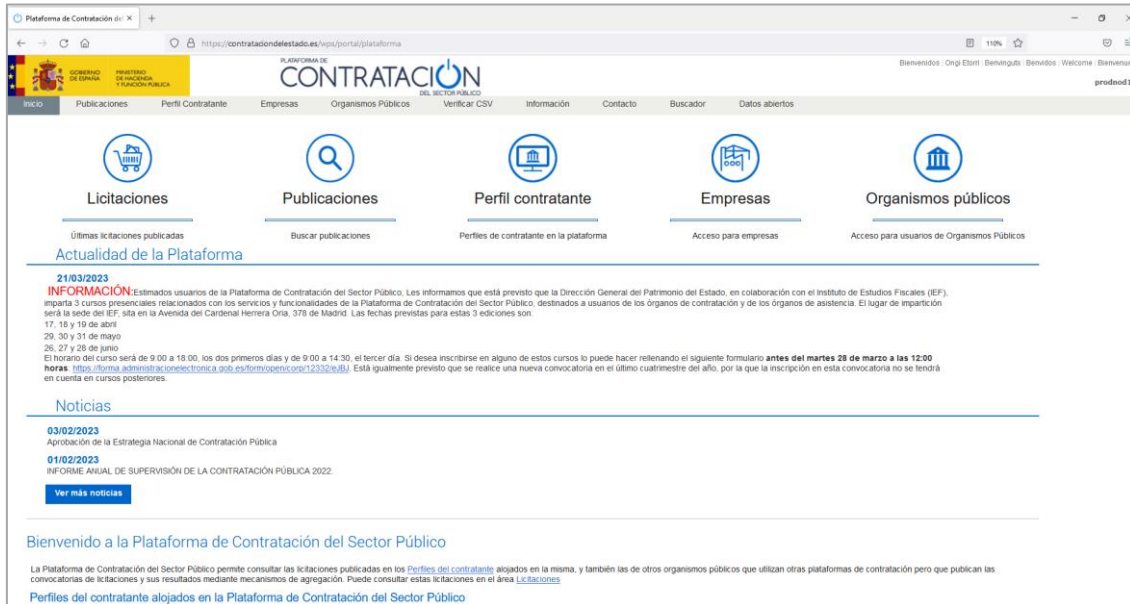 Plataforma de Contratación del
https://contrataciondelestado.es/wps/portal/plataforma
110%
GOBIERNO DE ESPAÑA
MINISTERIO DE HACIENDA Y FUNCIÓN PÚBLICA
PLATAFORMA DE
CONTRATACIÓN
DEL SECTOR PÚBLICO
Bienvenidos | Ongi Etorri | Benvinguts | Benvidos | Welcome | Bienvenue
prodnod1
Inicio Publicaciones Perfil Contratante Empresas Organismos Públicos Verificar CSV Información Contacto Buscador Datos abiertos
Licitaciones Publicaciones Perfil contratante Empresas Organismos públicos
Últimas licitaciones publicadas Buscar publicaciones Perfiles de contratante en la plataforma Acceso para empresas Acceso para usuarios de Organismos Públicos
Actualidad de la Plataforma
21/03/2023
INFORMACIÓN:Estimados usuarios de la Plataforma de Contratación del Sector Público, Les informamos que está previsto que la Dirección General del Patrimonio del Estado, en colaboración con el Instituto de Estudios Fiscales (IEF),
imparta 3 cursos presenciales relacionados con los servicios y funcionalidades de la Plataforma de Contratación del Sector Público, destinados a usuarios de los órganos de contratación y de los órganos de asistencia. El lugar de impartición
será la sede del IEF, sita en la Avenida del Cardenal Herrera Oria, 378 de Madrid. Las fechas previstas para estas 3 ediciones son:
17, 18 y 19 de abril
29, 30 y 31 de mayo
26, 27 y 28 de junio
El horario del curso será de 9:00 a 18:00, los dos primeros días y de 9:00 a 14:30, el tercer día. Si desea inscribirse en alguno de estos cursos lo puede hacer rellenando el siguiente formulario antes del martes 28 de marzo a las 12:00
horas: https://forma.administracionelectronica.gob.es/form/open/corp/12332/eJBJ. Está igualmente previsto que se realice una nueva convocatoria en el último cuatrimestre del año, por la que la inscripción en esta convocatoria no se tendrá
en cuenta en cursos posteriores.
Noticias
03/02/2023
Aprobación de la Estrategia Nacional de Contratación Pública
01/02/2023
INFORME ANUAL DE SUPERVISIÓN DE LA CONTRATACIÓN PÚBLICA 2022.
Ver más noticias
Bienvenido a la Plataforma de Contratación del Sector Público
La Plataforma de Contratación del Sector Público permite consultar las licitaciones publicadas en los Perfiles del contratante alojados en la misma, y también las de otros organismos públicos que utilizan otras plataformas de contratación pero que publican las
convocatorias de licitaciones y sus resultados mediante mecanismos de agregación. Puede consultar estas licitaciones en el área Licitaciones
Perfiles del contratante alojados en la Plataforma de Contratación del Sector Público